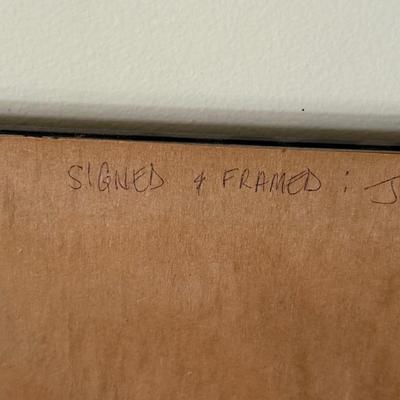 SIGNED & FRAMED : J